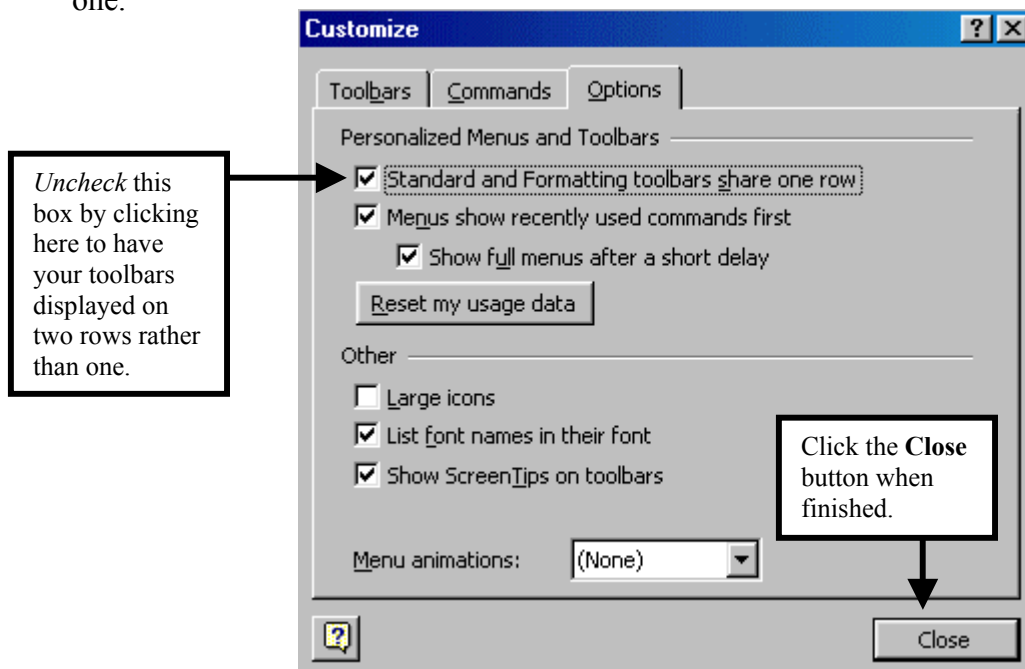 one.
Customize
Toolbars Commands Options
Personalized Menus and Toolbars
Uncheck this
box by clicking
here to have
your toolbars
displayed on
two rows rather
than one.
Standard and Formatting toolbars share one row
Menus show recently used commands first
Show full menus after a short delay
Reset my usage data
Other
Large icons
List font names in their font
Show ScreenTips on toolbars
Click the Close
button when
finished.
Menu animations: (None)
Close